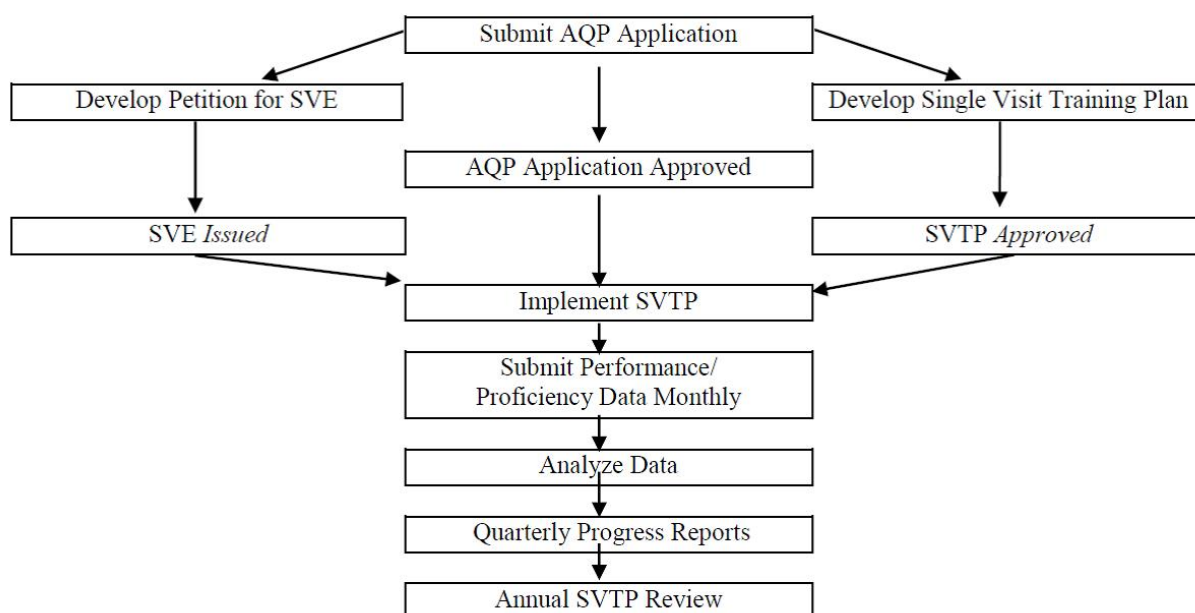 Submit AQP Application
Develop Petition for SVE
Develop Single Visit Training Plan
AQP Application Approved
SVE Issued
SVTP Approved
Implement SVTP
Submit Performance/
Proficiency Data Monthly
Analyze Data
Quarterly Progress Reports
Annual SVTP Review